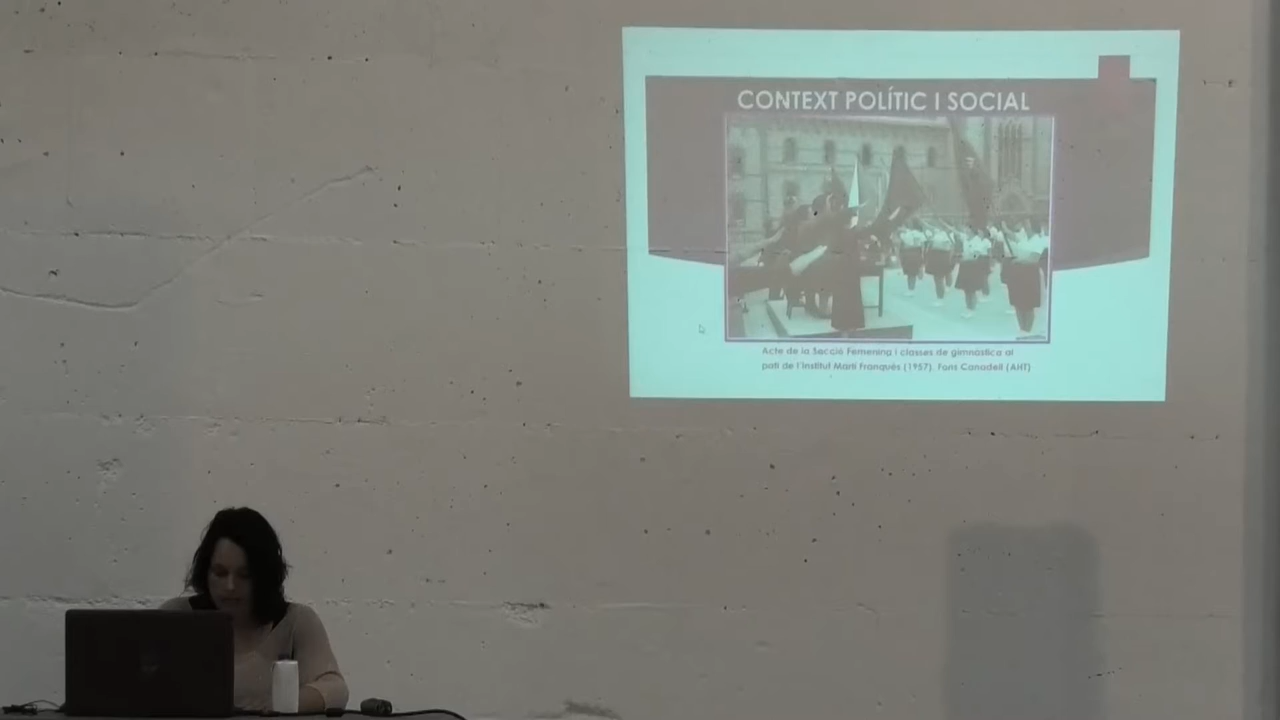 CONTEXT POLÍTIC I SOCIAL
Acte de la Secció Femenina i classes de gimnàstica al
pati de l'Institut Martí Franquès (1957). Fons Canadell (AHT)